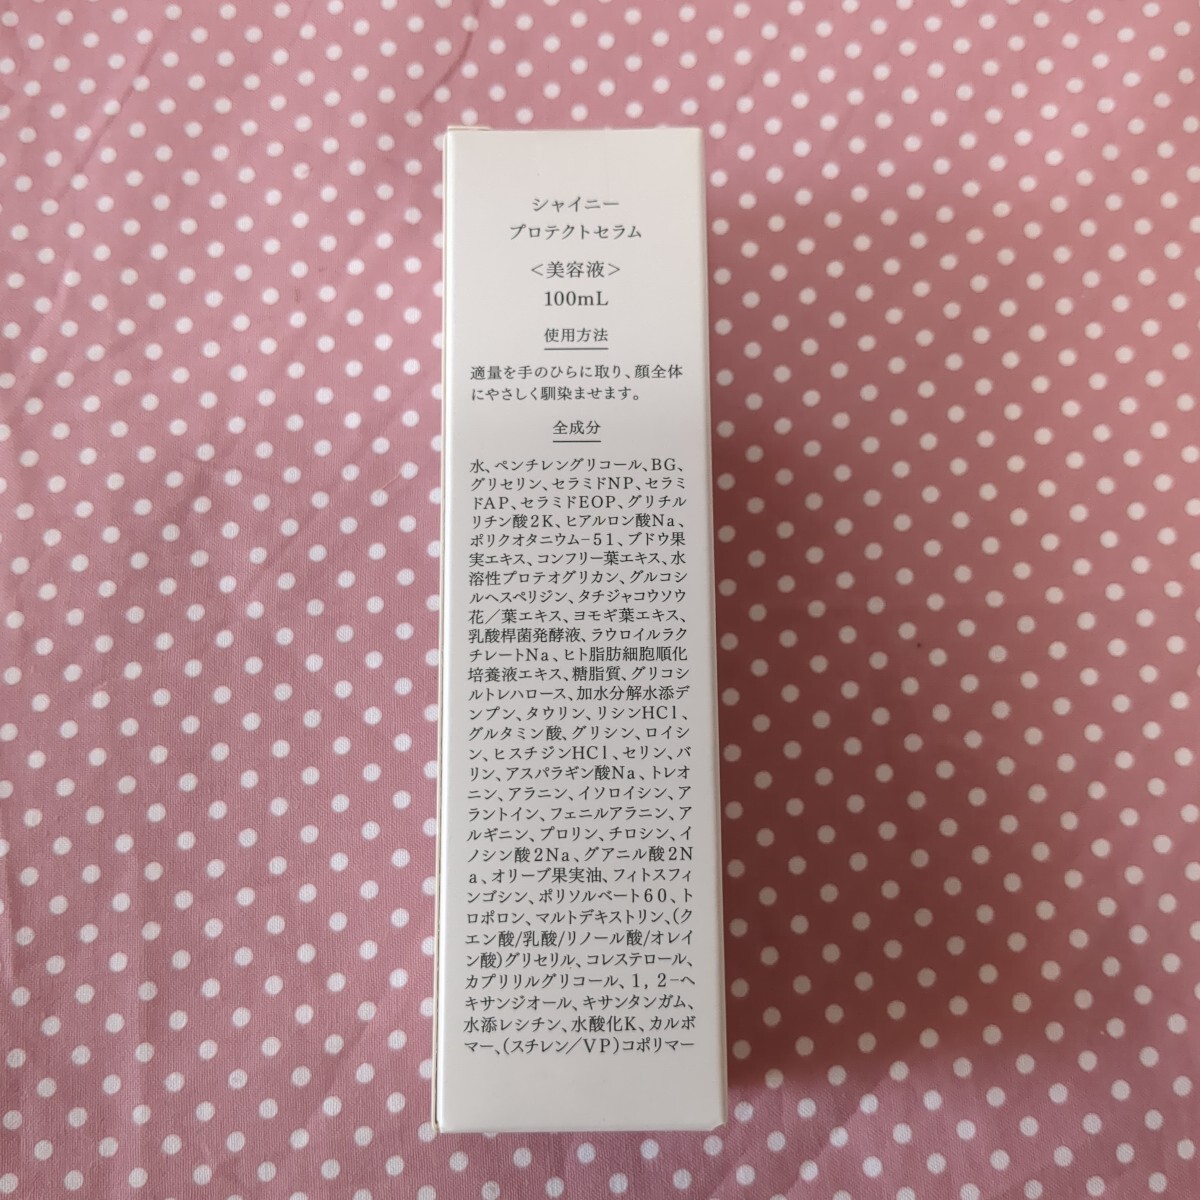 シャイニー
プロテクトセラム
＜美容液＞
100mL
使用方法
適量を手のひらに取り、顔全体
にやさしく馴染ませます。
全成分
水、ペンチレングリコール、BG、
グリセリン、セラミドNP、セラミ
ドAP、セラミドEOP、グリチル
リチン酸2K、ヒアルロン酸Na、
ポリクオタニウム-51、ブドウ果
実エキス、コンフリー葉エキス、水
溶性プロテオグリカン、グルコシ
ルヘスペリジン、タチジャコウソウ
花／葉エキス、ヨモギ葉エキス、
乳酸桿菌発酵液、ラウロイルラク
チレートNa、ヒト脂肪細胞順化
培養液エキス、糖脂質、グリコシ
ルトレハロース、加水分解水添デ
ンプン、タウリン、リシンHCl、
グルタミン酸、グリシン、ロイシ
ン、ヒスチジンHCl、セリン、バ
リン、アスパラギン酸Na、トレオ
ニン、アラニン、イソロイシン、ア
ラントイン、フェニルアラニン、ア
ルギニン、プロリン、チロシン、イ
ノシン酸2Na、グアニル酸2N
a、オリーブ果実油、フィトスフィ
ンゴシン、ポリソルベート60、ト
ロポロン、マルトデキストリン、(ク
エン酸/乳酸/リノール酸/オレイ
ン酸)グリセリル、コレステロール、
カプリリルグリコール、1,2-ヘ
キサンジオール、キサンタンガム、
水添レシチン、水酸化K、カルボ
マー、(スチレン／VP)コポリマー